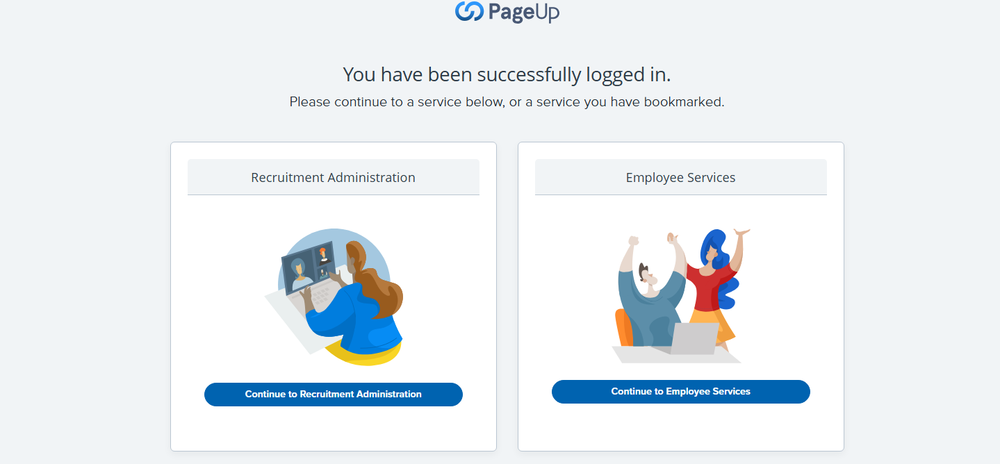 PageUp
You have been successfully logged in.
Please continue to a service below, or a service you have bookmarked.
Recruitment Administration
Continue to Recruitment Administration
Employee Services
Continue to Employee Services